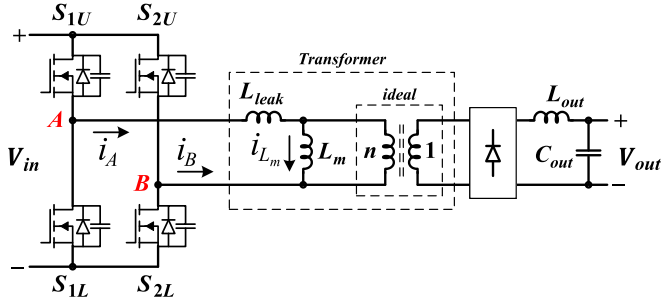 S1U S2U
+
Transformer
Lleak
ideal
Lout
A
iA
iLm
Lm
n
1
+
Vin
iB
Cout
Vout
B
−
−
S1L S2L